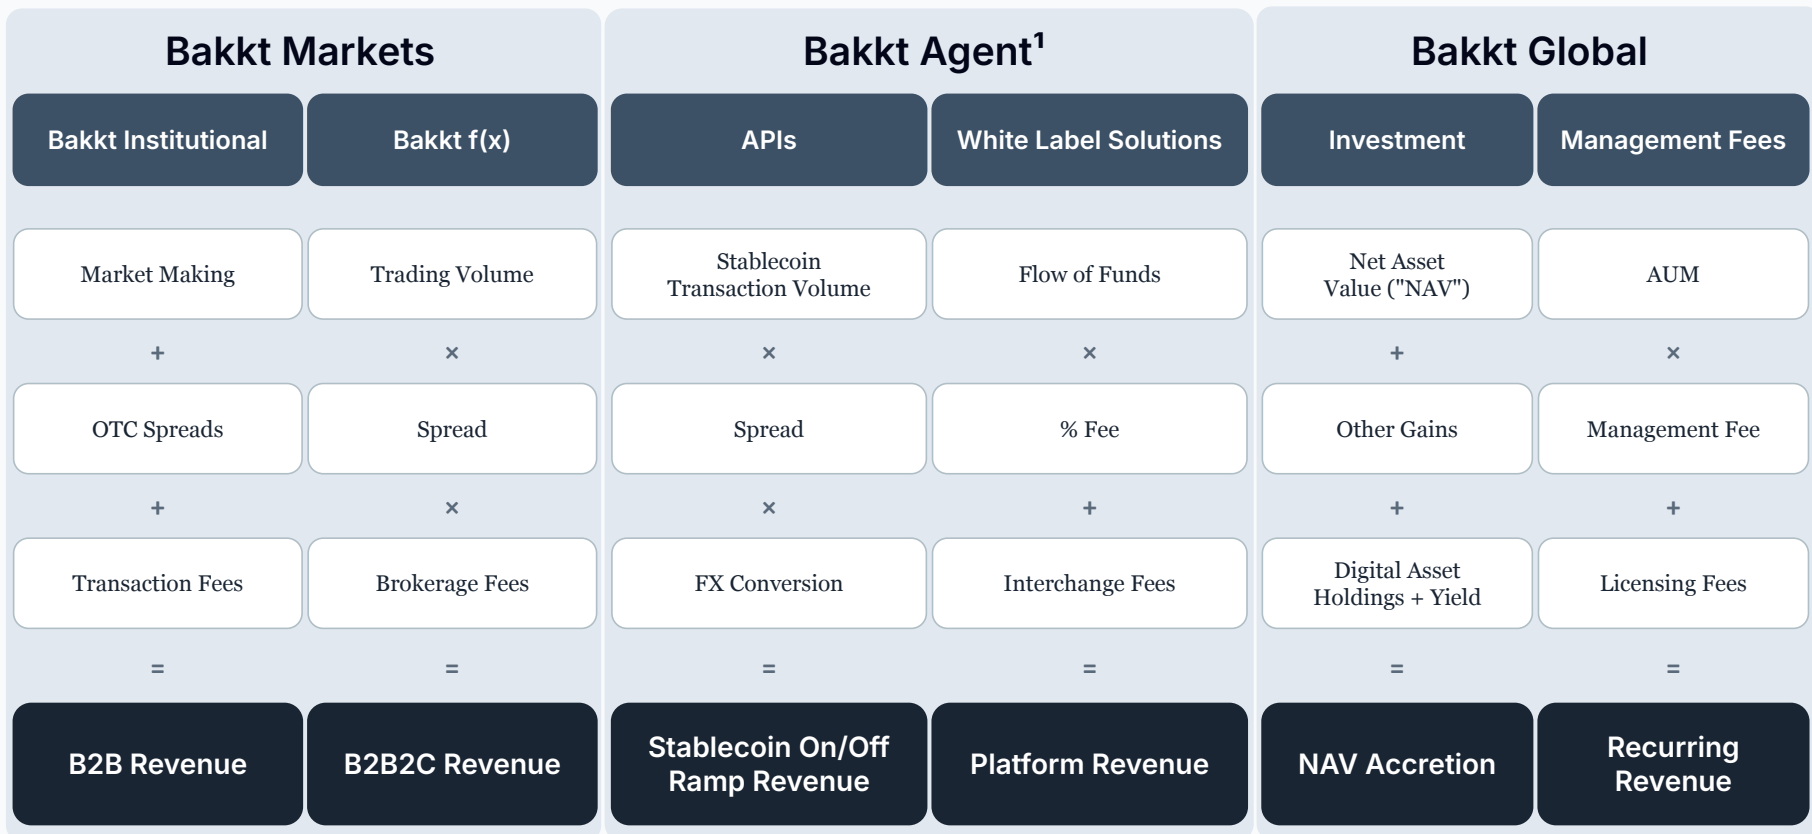 Bakkt Markets
Bakkt Agent¹
Bakkt Global
Bakkt Institutional
Bakkt f(x)
APIs
White Label Solutions
Investment
Management Fees
Market Making
Trading Volume
Stablecoin
Transaction Volume
Flow of Funds
Net Asset
Value ("NAV")
AUM
+
×
×
×
+
×
OTC Spreads
Spread
Spread
% Fee
Other Gains
Management Fee
+
×
×
+
+
+
Transaction Fees
Brokerage Fees
FX Conversion
Interchange Fees
Digital Asset
Holdings + Yield
Licensing Fees
=
=
=
=
=
=
B2B Revenue
B2B2C Revenue
Stablecoin On/Off
Ramp Revenue
Platform Revenue
NAV Accretion
Recurring
Revenue